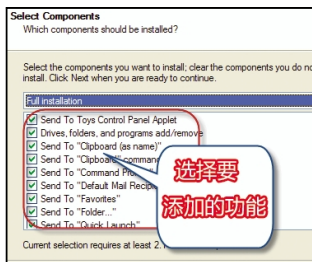 Select Components
Which components should be installed?
Select the components you want to install; clear the components you do no
install. Click Next when you are ready to continue.
Full installation
Send To Toys Control Panel Applet
Drives, folders, and programs add/remove
Send To "Clipboard (as name)"
Send To "Clipboard" command
Send To "Command Pr
Send To "Default Mail Recip
Send To "Favorites"
Send To "Folder..."
Send To "Quick Launch"
选择要
添加的功能
Current selection requires at least 2.